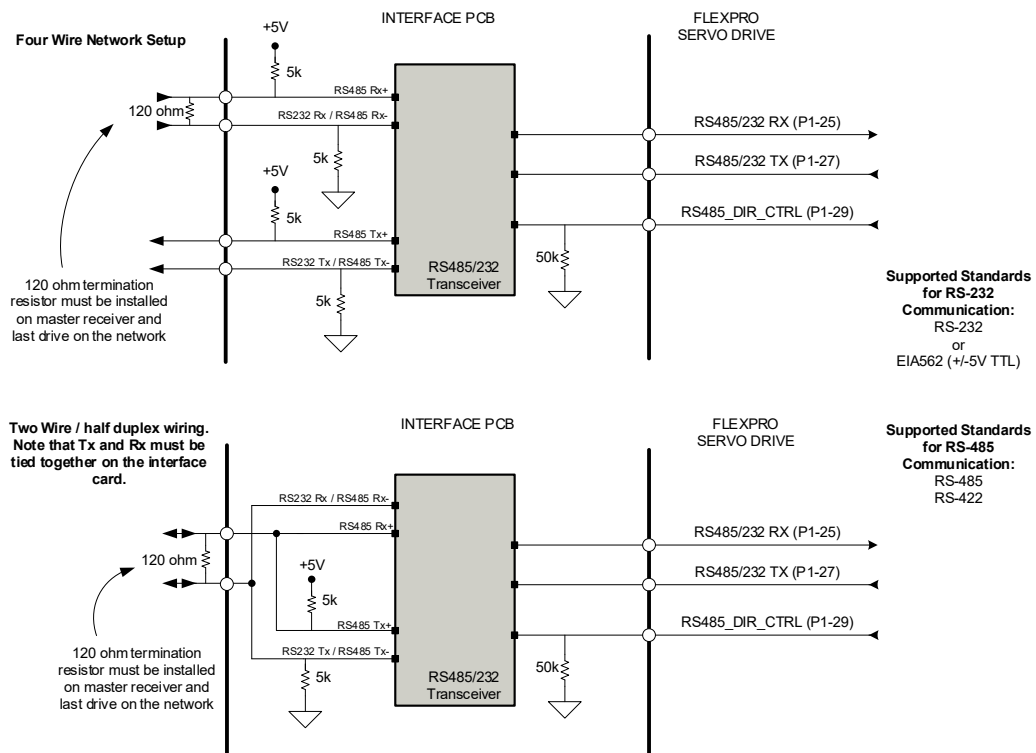 INTERFACE PCB
FLEXPRO
SERVO DRIVE
Four Wire Network Setup
+5V
5k
RS485 Rx+
120 ohm
RS232 Rx / RS485 Rx-
RS485/232 RX (P1-25)
5k
+5V
RS485/232 TX (P1-27)
5k
RS485_DIR_CTRL (P1-29)
RS485 Tx+
RS232 Tx / RS485 Tx-
50k
RS485/232
Transceiver
5k
120 ohm termination
resistor must be installed
on master receiver and
last drive on the network
Supported Standards
for RS-232
Communication:
RS-232
or
EIA562 (+/-5V TTL)
Two Wire / half duplex wiring.
Note that Tx and Rx must be
tied together on the interface
card.
INTERFACE PCB
FLEXPRO
SERVO DRIVE
Supported Standards
for RS-485
Communication:
RS-485
RS-422
RS232 Rx / RS485 Rx-
RS485 Rx+
RS485/232 RX (P1-25)
120 ohm
+5V
RS485/232 TX (P1-27)
5k
RS485 Tx+
RS485_DIR_CTRL (P1-29)
RS232 Tx / RS485 Tx-
5k
50k
RS485/232
Transceiver
120 ohm termination
resistor must be installed
on master receiver and
last drive on the network